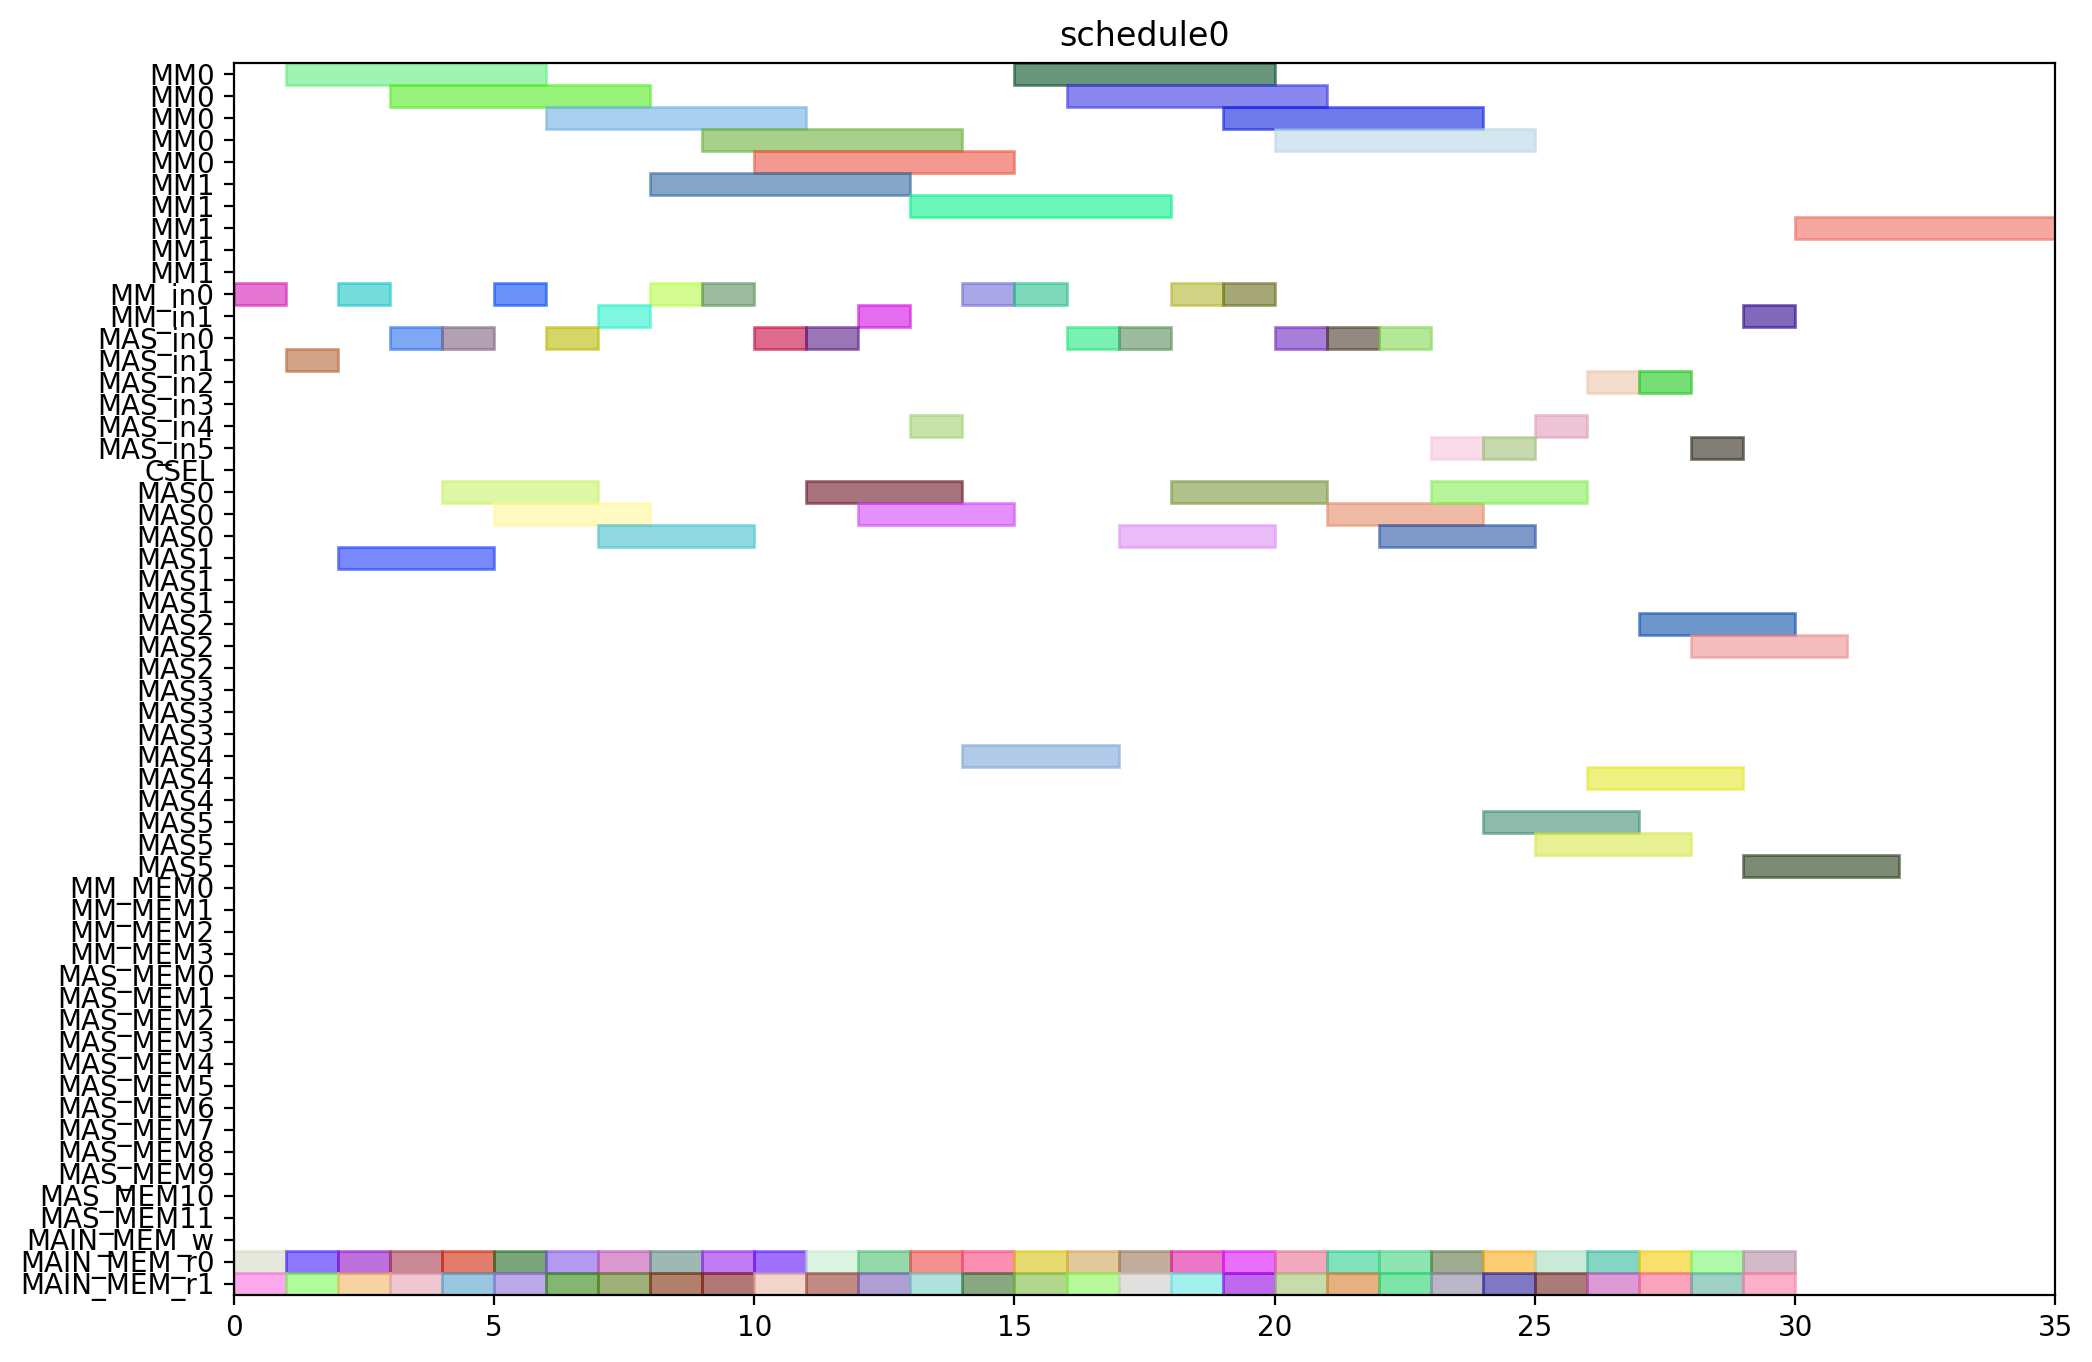 schedule0
MM0
MM0
MM0
MM0
MM0
MM1
MM1
MM1
MM1
MM1
MM_in0
MM_in1
MAS_in0
MAS_in1
MAS_in2
MAS_in3
MAS_in4
MAS_in5
CSEL
MAS0
MAS0
MAS0
MAS1
MAS1
MAS1
MAS2
MAS2
MAS2
MAS3
MAS3
MAS3
MAS4
MAS4
MAS4
MAS5
MAS5
MAS5
MM_MEM0
MM_MEM1
MM_MEM2
MM_MEM3
MAS_MEM0
MAS_MEM1
MAS_MEM2
MAS_MEM3
MAS_MEM4
MAS_MEM5
MAS_MEM6
MAS_MEM7
MAS_MEM8
MAS_MEM9
MAS_MEM10
MAS_MEM11
MAIN_MEM_w
MAIN_MEM_r0
MAIN_MEM_r1
0 5 10 15 20 25 30 35